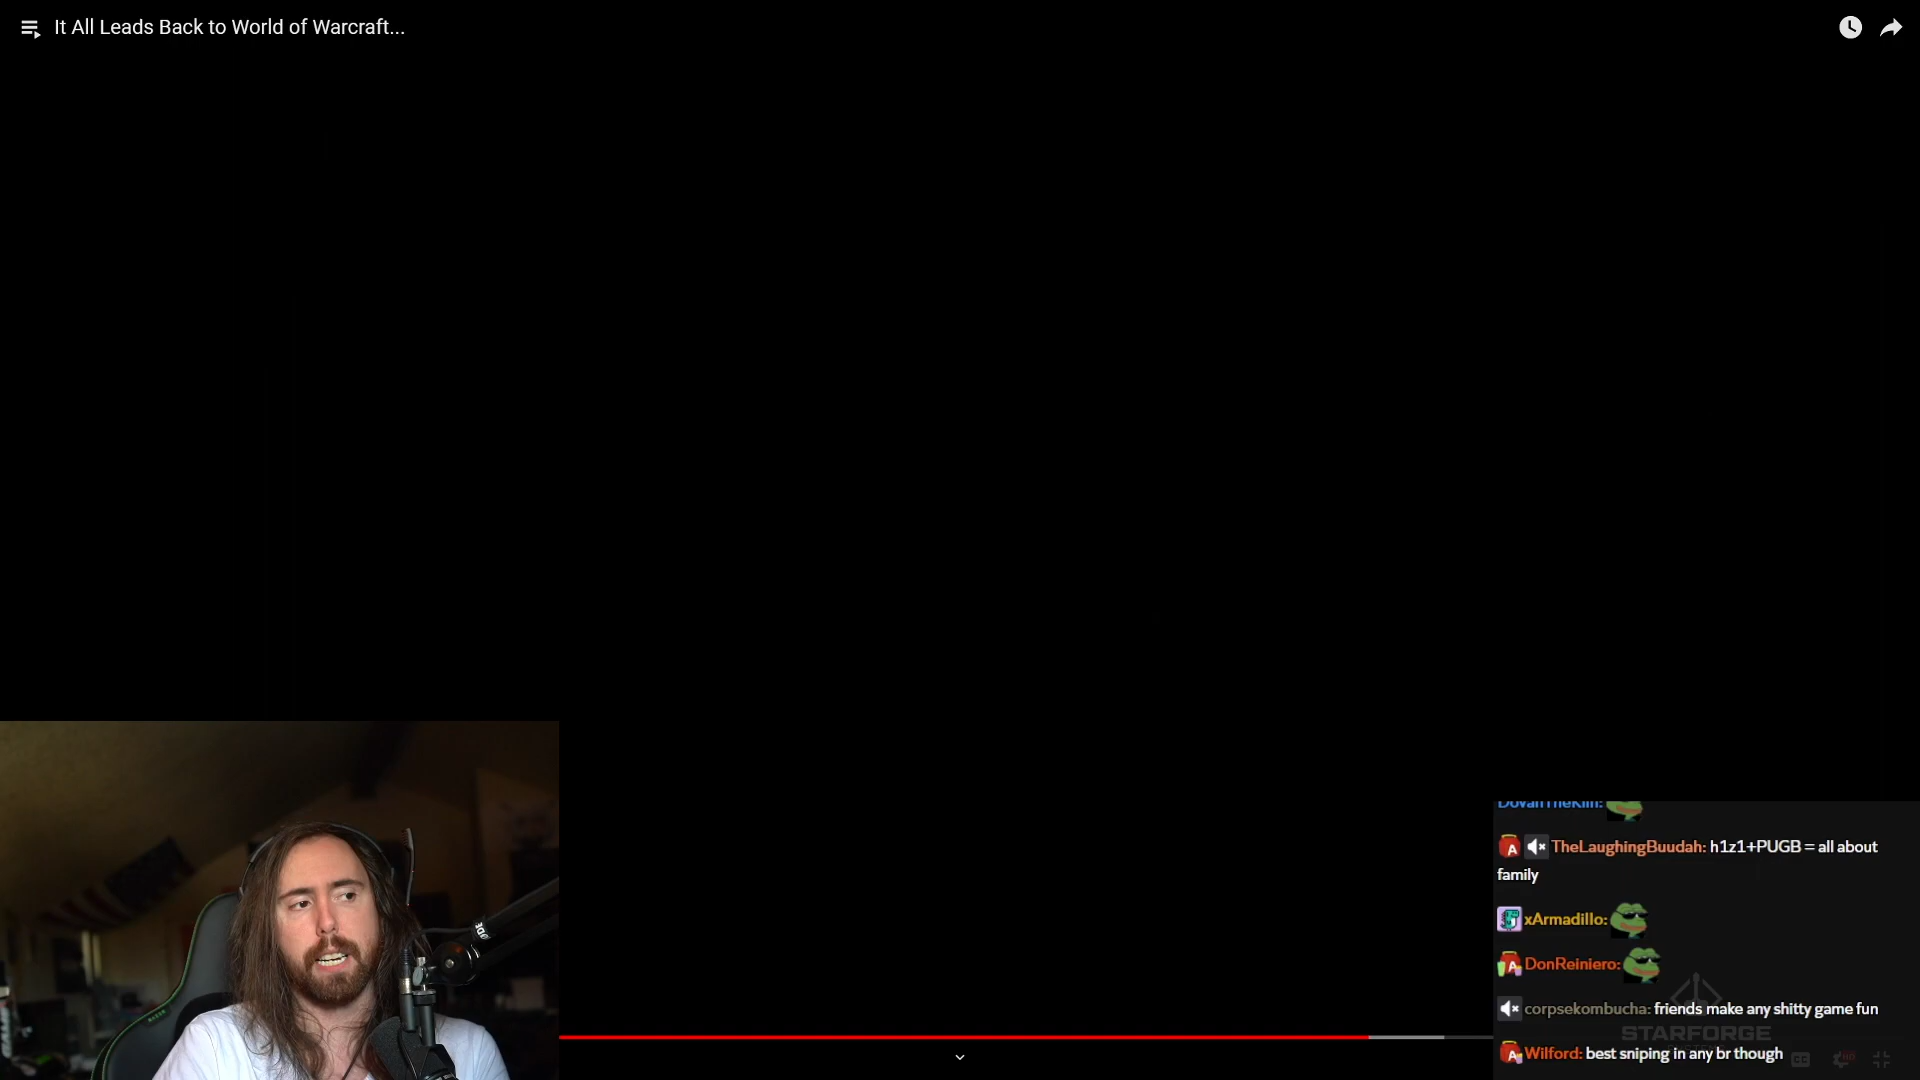 It All Leads Back to World of Warcraft...
TheLaughingBuudah: h1z1+PUGB = all about
family
xArmadillo:
DonReiniero:
corpsekombucha: friends make any shitty game fun
STARFORGE
Wilford: best sniping in any br though